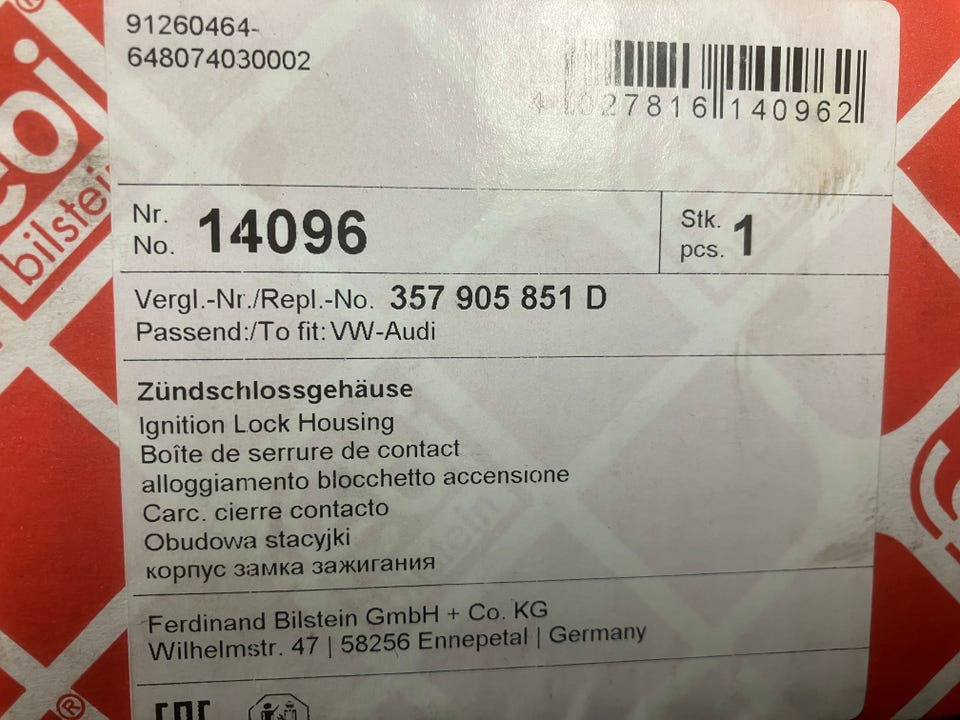 91260464-
648074030002
4 027816 140962
Nr.
No. 14096
Stk.
pcs. 1
Vergl.-Nr./Repl.-No. 357 905 851 D
Passend:/To fit: VW-Audi
Zündschlossgehäuse
Ignition Lock Housing
Boîte de serrure de contact
alloggiamento blocchetto accensione
Carc. cierre contacto
Obudowa stacyjki
корпус замка зажигания
Ferdinand Bilstein GmbH + Co. KG
Wilhelmstr. 47 | 58256 Ennepetal | Germany
bilstein
®